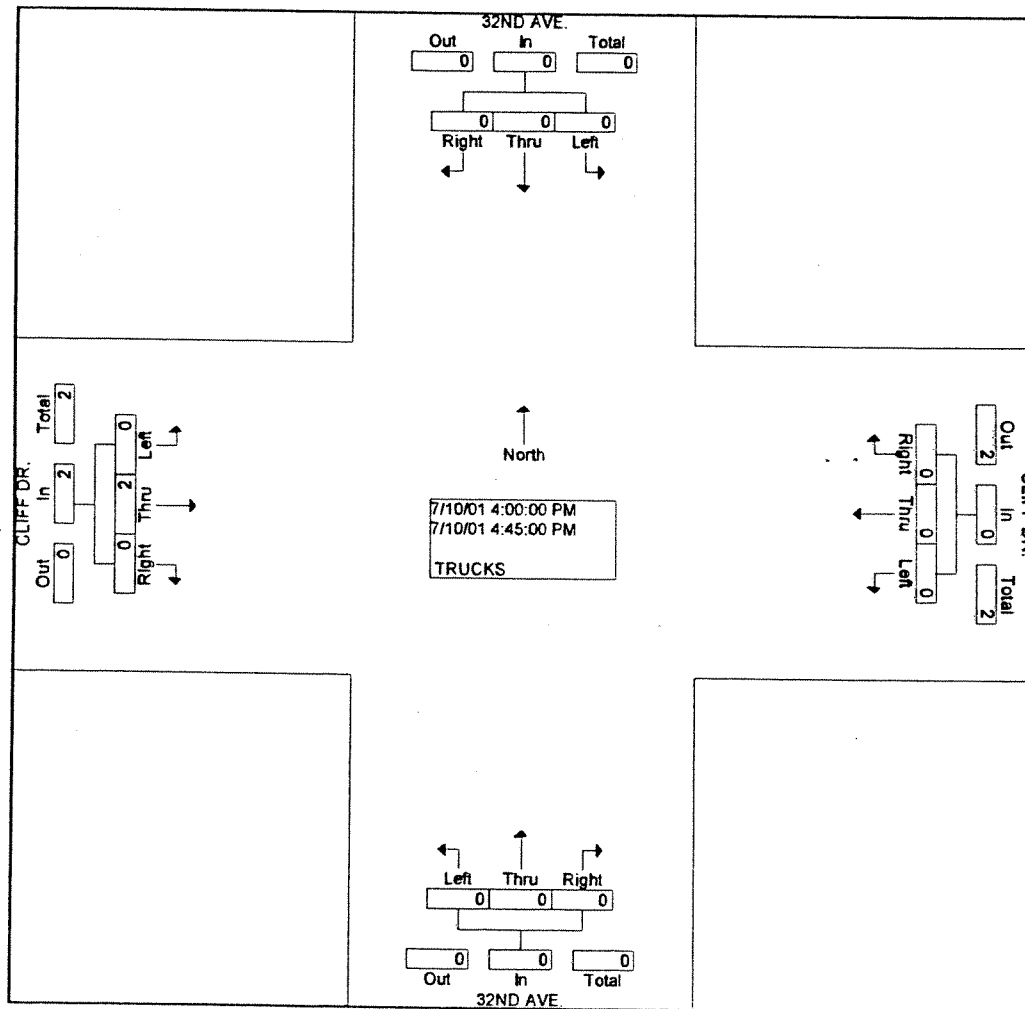 32ND AVE.
Out In Total
0 0 0
0 0 0
Right Thru Left
CLIFF DR.
Total 2
In 2
Out 0
Left 0
Thru 2
Right 0
North
7/10/01 4:00:00 PM
7/10/01 4:45:00 PM
TRUCKS
Right 0
Thru 0
Left 0
Out 2
In 0
Total 2
Left Thru Right
0 0 0
0 0 0
Out In Total
32ND AVE.